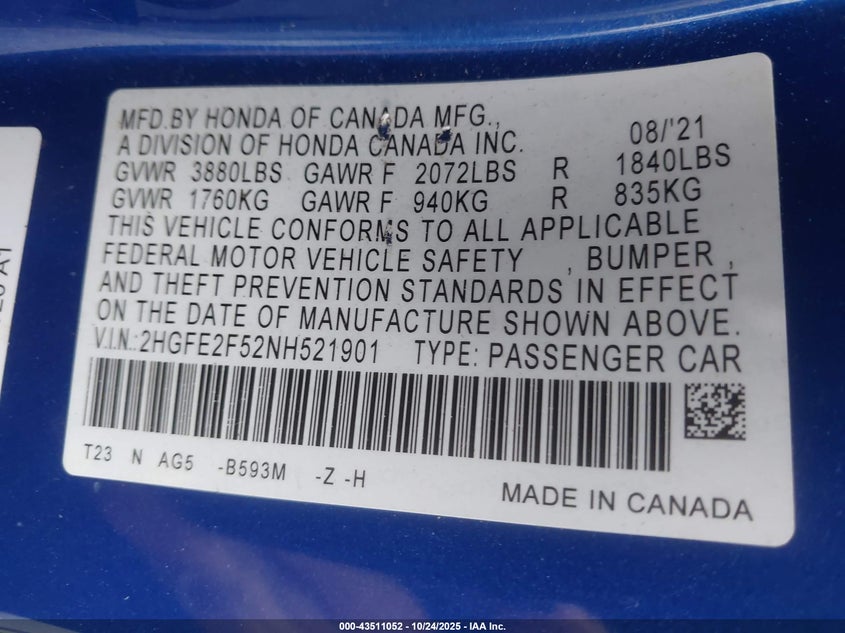 MFD.BY HONDA OF CANADA MFG.,
A DIVISION OF HONDA CANADA INC. 08/'21
GVWR 3880LBS GAWR F 2072LBS R 1840LBS
GVWR 1760KG GAWR F 940KG R 835KG
THIS VEHICLE CONFORMS TO ALL APPLICABLE
FEDERAL MOTOR VEHICLE SAFETY , BUMPER ,
AND THEFT PREVENTION STANDARDS IN EFFECT
ON THE DATE OF MANUFACTURE SHOWN ABOVE.
V.I.N.:2HGFE2F52NH521901 TYPE: PASSENGER CAR
T23 N AG5 -B593M -Z -H
MADE IN CANADA
000-43511052 - 10/24/2025 - IAA Inc.